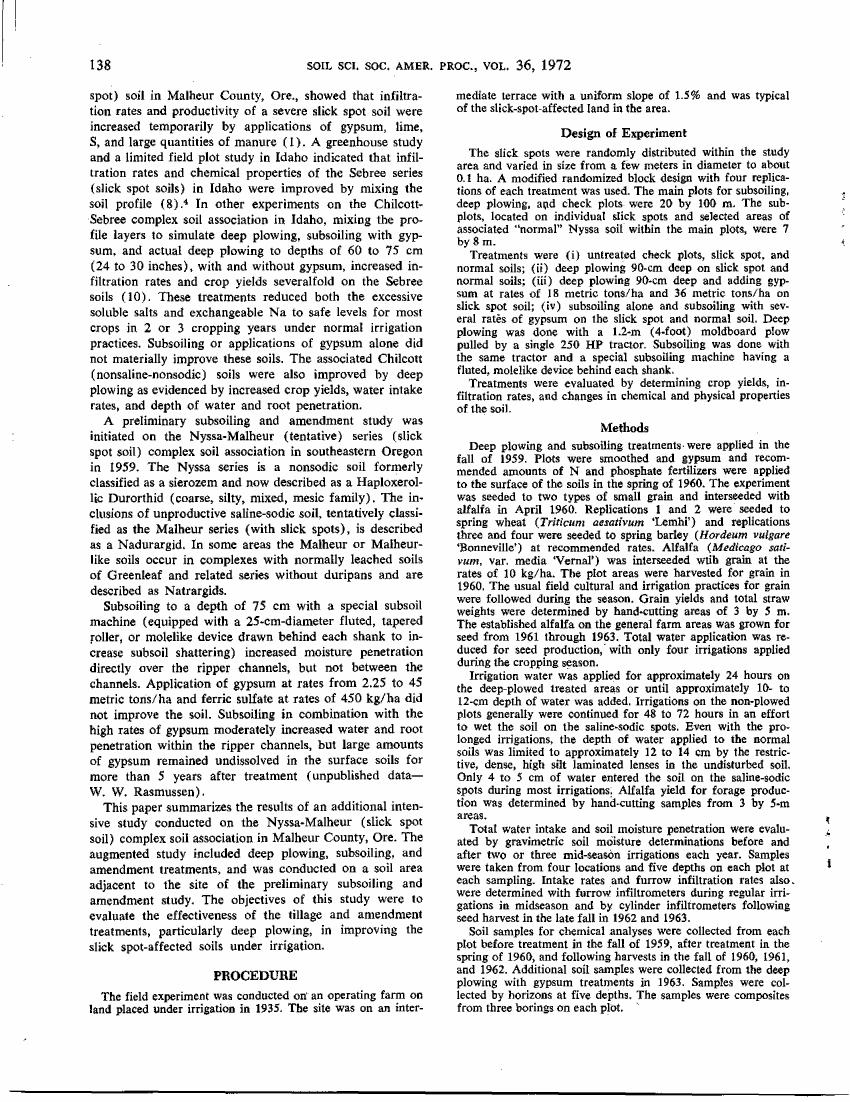 138
SOIL SCI. SOC. AMER. PROC., VOL. 36, 1972
spot) soil in Malheur County, Ore., showed that infiltra-
tion rates and productivity of a severe slick spot soil were
increased temporarily by applications of gypsum, lime,
S, and large quantities of manure (1). A greenhouse study
and a limited field plot study in Idaho indicated that infil-
tration rates and chemical properties of the Sebree series
(slick spot soils) in Idaho were improved by mixing the
soil profile (8).⁴ In other experiments on the Chilcott-
Sebree complex soil association in Idaho, mixing the pro-
file layers to simulate deep plowing, subsoiling with gyp-
sum, and actual deep plowing to depths of 60 to 75 cm
(24 to 30 inches), with and without gypsum, increased in-
filtration rates and crop yields severalfold on the Sebree
soils (10). These treatments reduced both the excessive
soluble salts and exchangeable Na to safe levels for most
crops in 2 or 3 cropping years under normal irrigation
practices. Subsoiling or applications of gypsum alone did
not materially improve these soils. The associated Chilcott
(nonsaline-nonsodic) soils were also improved by deep
plowing as evidenced by increased crop yields, water intake
rates, and depth of water and root penetration.
A preliminary subsoiling and amendment study was
initiated on the Nyssa-Malheur (tentative) series (slick
spot soil) complex soil association in southeastern Oregon
in 1959. The Nyssa series is a nonsodic soil formerly
classified as a sierozem and now described as a Haploxerol-
lic Durorthid (coarse, silty, mixed, mesic family). The in-
clusions of unproductive saline-sodic soil, tentatively classi-
fied as the Malheur series (with slick spots), is described
as a Nadurargid. In some areas the Malheur or Malheur-
like soils occur in complexes with normally leached soils
of Greenleaf and related series without duripans and are
described as Natrargids.
Subsoiling to a depth of 75 cm with a special subsoil
machine (equipped with a 25-cm-diameter fluted, tapered
roller, or molelike device drawn behind each shank to in-
crease subsoil shattering) increased moisture penetration
directly over the ripper channels, but not between the
channels. Application of gypsum at rates from 2.25 to 45
metric tons/ha and ferric sulfate at rates of 450 kg/ha did
not improve the soil. Subsoiling in combination with the
high rates of gypsum moderately increased water and root
penetration within the ripper channels, but large amounts
of gypsum remained undissolved in the surface soils for
more than 5 years after treatment (unpublished data—
W. W. Rasmussen).
This paper summarizes the results of an additional inten-
sive study conducted on the Nyssa-Malheur (slick spot
soil) complex soil association in Malheur County, Ore. The
augmented study included deep plowing, subsoiling, and
amendment treatments, and was conducted on a soil area
adjacent to the site of the preliminary subsoiling and
amendment study. The objectives of this study were to
evaluate the effectiveness of the tillage and amendment
treatments, particularly deep plowing, in improving the
slick spot-affected soils under irrigation.
PROCEDURE
The field experiment was conducted on an operating farm on
land placed under irrigation in 1935. The site was on an inter-
mediate terrace with a uniform slope of 1.5% and was typical
of the slick-spot-affected land in the area.
Design of Experiment
The slick spots were randomly distributed within the study
area and varied in size from a few meters in diameter to about
0.1 ha. A modified randomized block design with four replica-
tions of each treatment was used. The main plots for subsoiling,
deep plowing, and check plots were 20 by 100 m. The sub-
plots, located on individual slick spots and selected areas of
associated "normal" Nyssa soil within the main plots, were 7
by 8 m.
Treatments were (i) untreated check plots, slick spot, and
normal soils; (ii) deep plowing 90-cm deep on slick spot and
normal soils; (iii) deep plowing 90-cm deep and adding gyp-
sum at rates of 18 metric tons/ha and 36 metric tons/ha on
slick spot soil; (iv) subsoiling alone and subsoiling with sev-
eral rates of gypsum on the slick spot and normal soil. Deep
plowing was done with a 1.2-m (4-foot) moldboard plow
pulled by a single 250 HP tractor. Subsoiling was done with
the same tractor and a special subsoiling machine having a
fluted, molelike device behind each shank.
Treatments were evaluated by determining crop yields, in-
filtration rates, and changes in chemical and physical properties
of the soil.
Methods
Deep plowing and subsoiling treatments were applied in the
fall of 1959. Plots were smoothed and gypsum and recom-
mended amounts of N and phosphate fertilizers were applied
to the surface of the soils in the spring of 1960. The experiment
was seeded to two types of small grain and interseeded with
alfalfa in April 1960. Replications 1 and 2 were seeded to
spring wheat (Triticum aesativum 'Lemhi') and replications
three and four were seeded to spring barley (Hordeum vulgare
'Bonneville') at recommended rates. Alfalfa (Medicago sati-
vum, var. media 'Vernal') was interseeded wtih grain at the
rates of 10 kg/ha. The plot areas were harvested for grain in
1960. The usual field cultural and irrigation practices for grain
were followed during the season. Grain yields and total straw
weights were determined by hand-cutting areas of 3 by 5 m.
The established alfalfa on the general farm areas was grown for
seed from 1961 through 1963. Total water application was re-
duced for seed production, with only four irrigations applied
during the cropping season.
Irrigation water was applied for approximately 24 hours on
the deep-plowed treated areas or until approximately 10- to
12-cm depth of water was added. Irrigations on the non-plowed
plots generally were continued for 48 to 72 hours in an effort
to wet the soil on the saline-sodic spots. Even with the pro-
longed irrigations, the depth of water applied to the normal
soils was limited to approximately 12 to 14 cm by the restric-
tive, dense, high silt laminated lenses in the undisturbed soil.
Only 4 to 5 cm of water entered the soil on the saline-sodic
spots during most irrigations. Alfalfa yield for forage produc-
tion was determined by hand-cutting samples from 3 by 5-m
areas.
Total water intake and soil moisture penetration were evalu-
ated by gravimetric soil moisture determinations before and
after two or three mid-season irrigations each year. Samples
were taken from four locations and five depths on each plot at
each sampling. Intake rates and furrow infiltration rates also
were determined with furrow infiltrometers during regular irri-
gations in midseason and by cylinder infiltrometers following
seed harvest in the late fall in 1962 and 1963.
Soil samples for chemical analyses were collected from each
plot before treatment in the fall of 1959, after treatment in the
spring of 1960, and following harvests in the fall of 1960, 1961,
and 1962. Additional soil samples were collected from the deep
plowing with gypsum treatments in 1963. Samples were col-
lected by horizons at five depths. The samples were composites
from three borings on each plot.